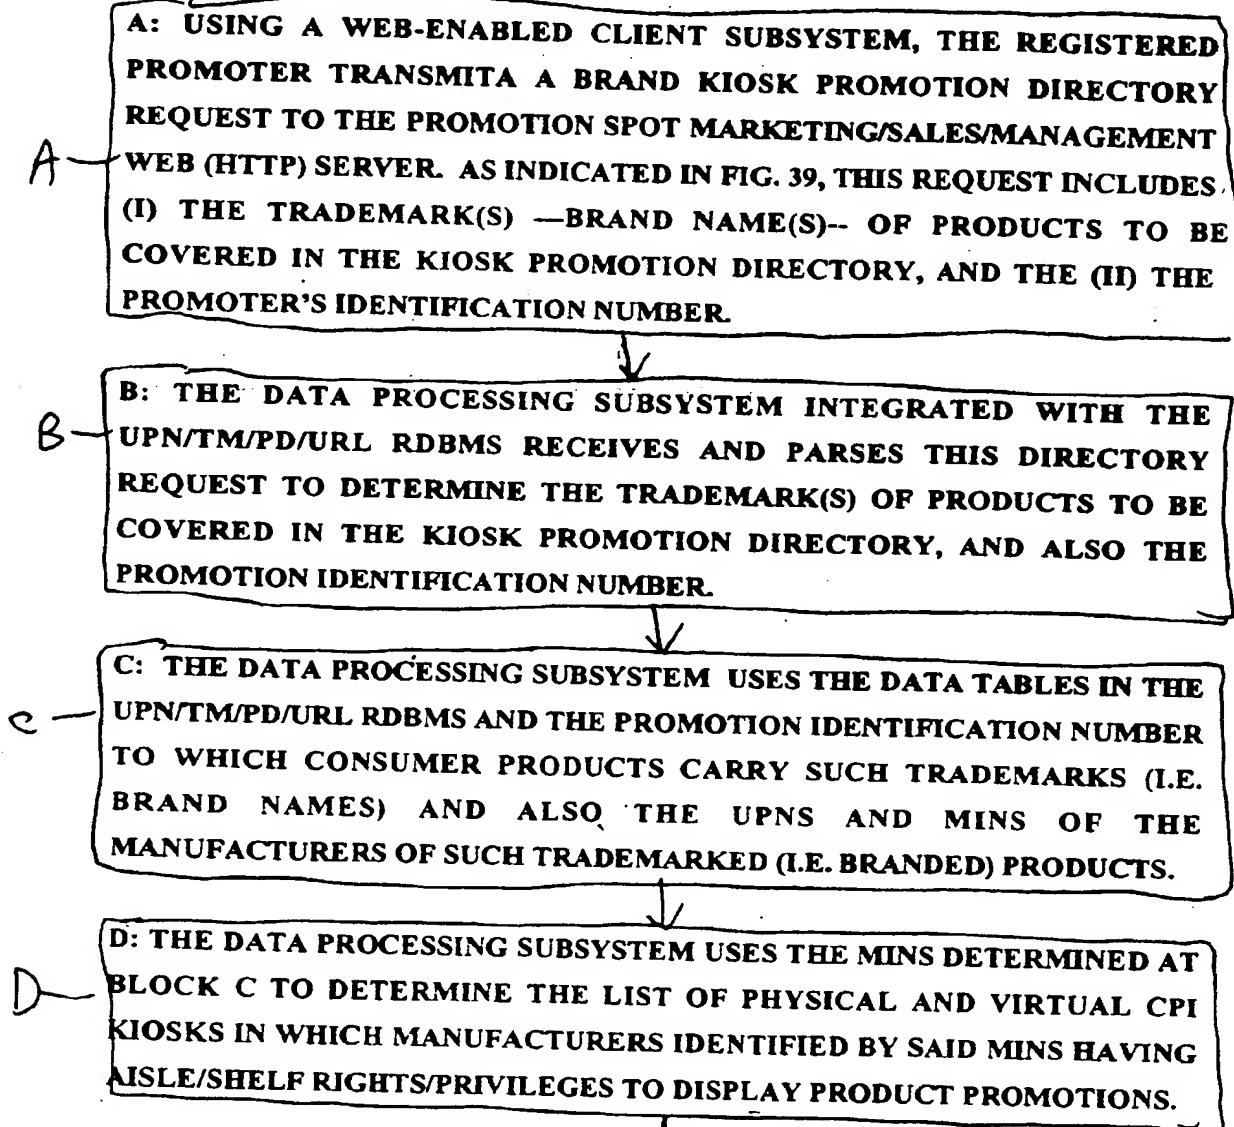 A: USING A WEB-ENABLED CLIENT SUBSYSTEM, THE REGISTERED
PROMOTER TRANSMITA A BRAND KIOSK PROMOTION DIRECTORY
REQUEST TO THE PROMOTION SPOT MARKETING/SALES/MANAGEMENT
A WEB (HTTP) SERVER. AS INDICATED IN FIG. 39, THIS REQUEST INCLUDES
(I) THE TRADEMARK(S) —BRAND NAME(S)-- OF PRODUCTS TO BE
COVERED IN THE KIOSK PROMOTION DIRECTORY, AND THE (II) THE
PROMOTER'S IDENTIFICATION NUMBER.
B: THE DATA PROCESSING SUBSYSTEM INTEGRATED WITH THE
B UPN/TM/PD/URL RDBMS RECEIVES AND PARSES THIS DIRECTORY
REQUEST TO DETERMINE THE TRADEMARK(S) OF PRODUCTS TO BE
COVERED IN THE KIOSK PROMOTION DIRECTORY, AND ALSO THE
PROMOTION IDENTIFICATION NUMBER.
C: THE DATA PROCESSING SUBSYSTEM USES THE DATA TABLES IN THE
C UPN/TM/PD/URL RDBMS AND THE PROMOTION IDENTIFICATION NUMBER
TO WHICH CONSUMER PRODUCTS CARRY SUCH TRADEMARKS (I.E.
BRAND NAMES) AND ALSO THE UPNS AND MINS OF THE
MANUFACTURERS OF SUCH TRADEMARKED (I.E. BRANDED) PRODUCTS.
D: THE DATA PROCESSING SUBSYSTEM USES THE MINS DETERMINED AT
D BLOCK C TO DETERMINE THE LIST OF PHYSICAL AND VIRTUAL CPI
KIOSKS IN WHICH MANUFACTURERS IDENTIFIED BY SAID MINS HAVING
AISLE/SHELF RIGHTS/PRIVILEGES TO DISPLAY PRODUCT PROMOTIONS.